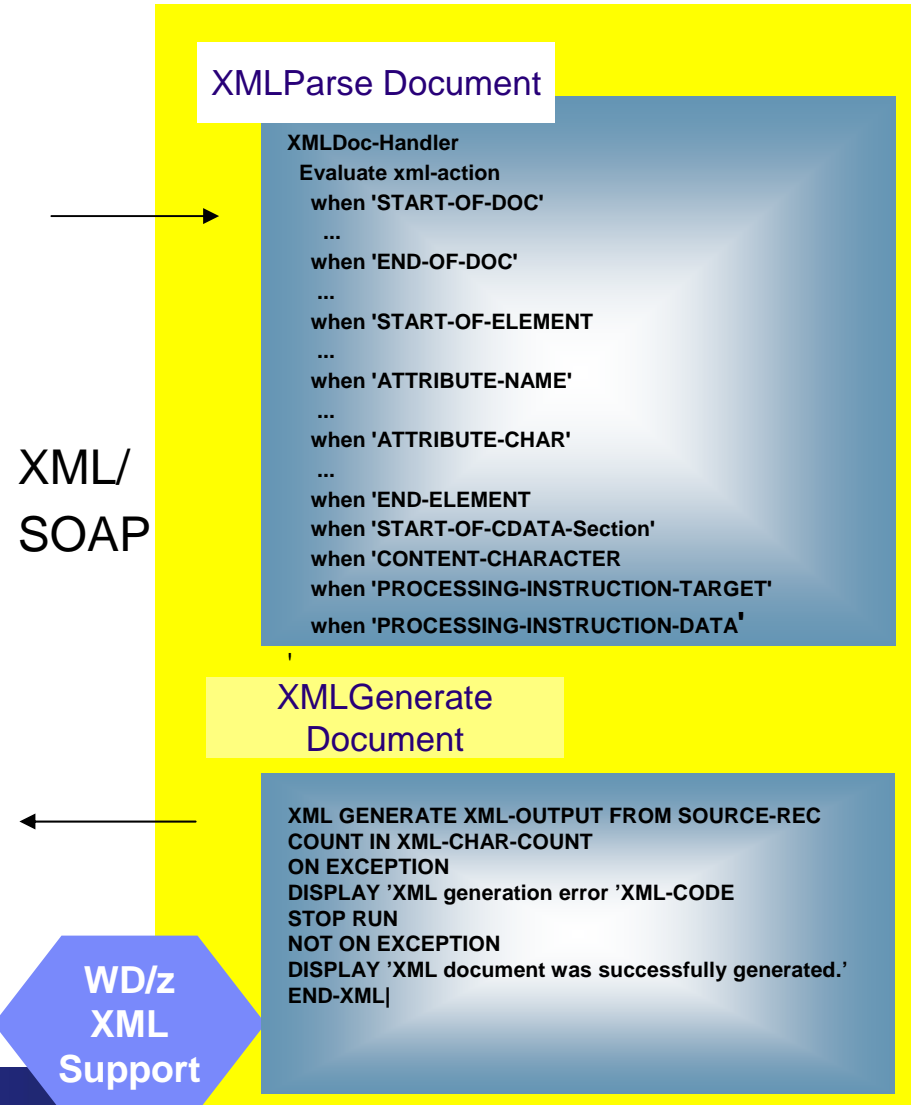 XMLParse Document
XMLDoc-Handler
Evaluate xml-action
when 'START-OF-DOC'
...
when 'END-OF-DOC'
...
when 'START-OF-ELEMENT
...
when 'ATTRIBUTE-NAME'
...
when 'ATTRIBUTE-CHAR'
...
when 'END-ELEMENT
when 'START-OF-CDATA-Section'
when 'CONTENT-CHARACTER
when 'PROCESSING-INSTRUCTION-TARGET'
when 'PROCESSING-INSTRUCTION-DATA'
'
XML/
SOAP
XMLGenerate
Document
XML GENERATE XML-OUTPUT FROM SOURCE-REC
COUNT IN XML-CHAR-COUNT
ON EXCEPTION
DISPLAY ’XML generation error ’XML-CODE
STOP RUN
NOT ON EXCEPTION
DISPLAY ’XML document was successfully generated.’
END-XML|
WD/z
XML
Support